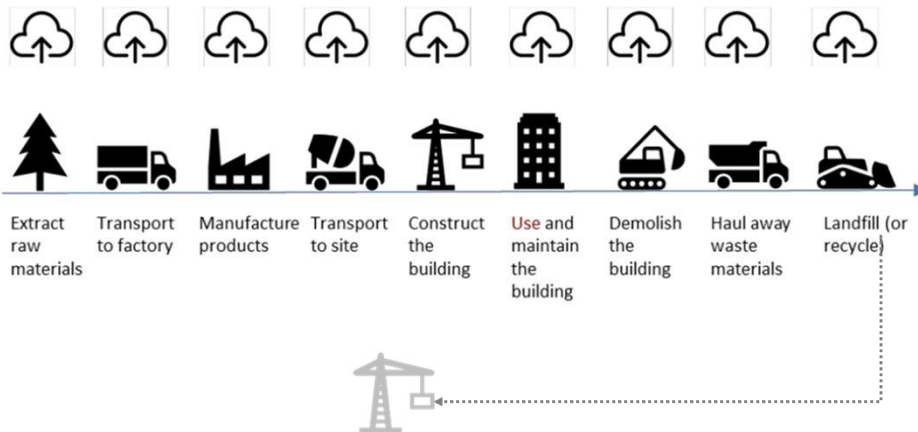 Extract
raw
materials
Transport
to factory
Manufacture
products
Transport
to site
Construct
the
building
Use and
maintain
the
building
Demolish
the
building
Haul away
waste
materials
Landfill (or
recycle)